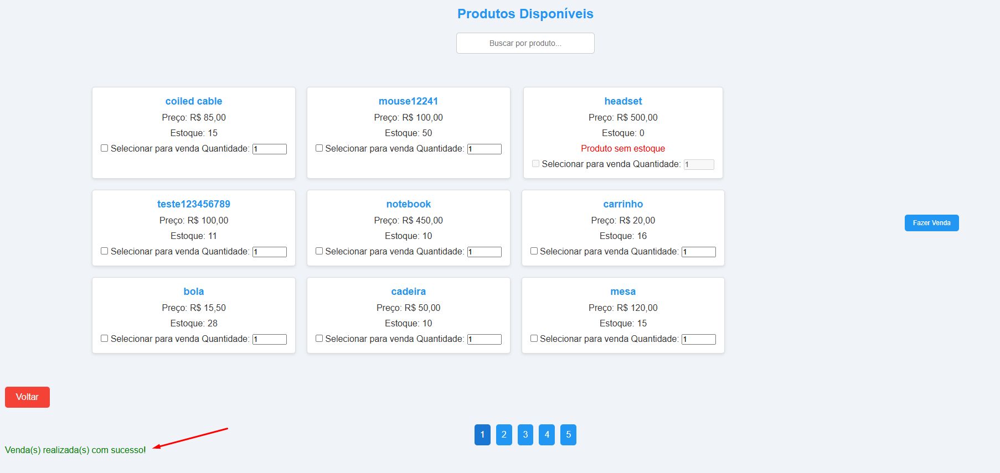 Produtos Disponíveis
Buscar por produto...
coiled cable
Preço: R$ 85,00
Estoque: 15
Selecionar para venda Quantidade: 1
mouse12241
Preço: R$ 100,00
Estoque: 50
Selecionar para venda Quantidade: 1
headset
Preço: R$ 500,00
Estoque: 0
Produto sem estoque
Selecionar para venda Quantidade: 1
teste123456789
Preço: R$ 100,00
Estoque: 11
Selecionar para venda Quantidade: 1
notebook
Preço: R$ 450,00
Estoque: 10
Selecionar para venda Quantidade: 1
carrinho
Preço: R$ 20,00
Estoque: 16
Selecionar para venda Quantidade: 1
Fazer Venda
bola
Preço: R$ 15,50
Estoque: 28
Selecionar para venda Quantidade: 1
cadeira
Preço: R$ 50,00
Estoque: 10
Selecionar para venda Quantidade: 1
mesa
Preço: R$ 120,00
Estoque: 15
Selecionar para venda Quantidade: 1
Voltar
1 2 3 4 5
Venda(s) realizada(s) com sucesso!